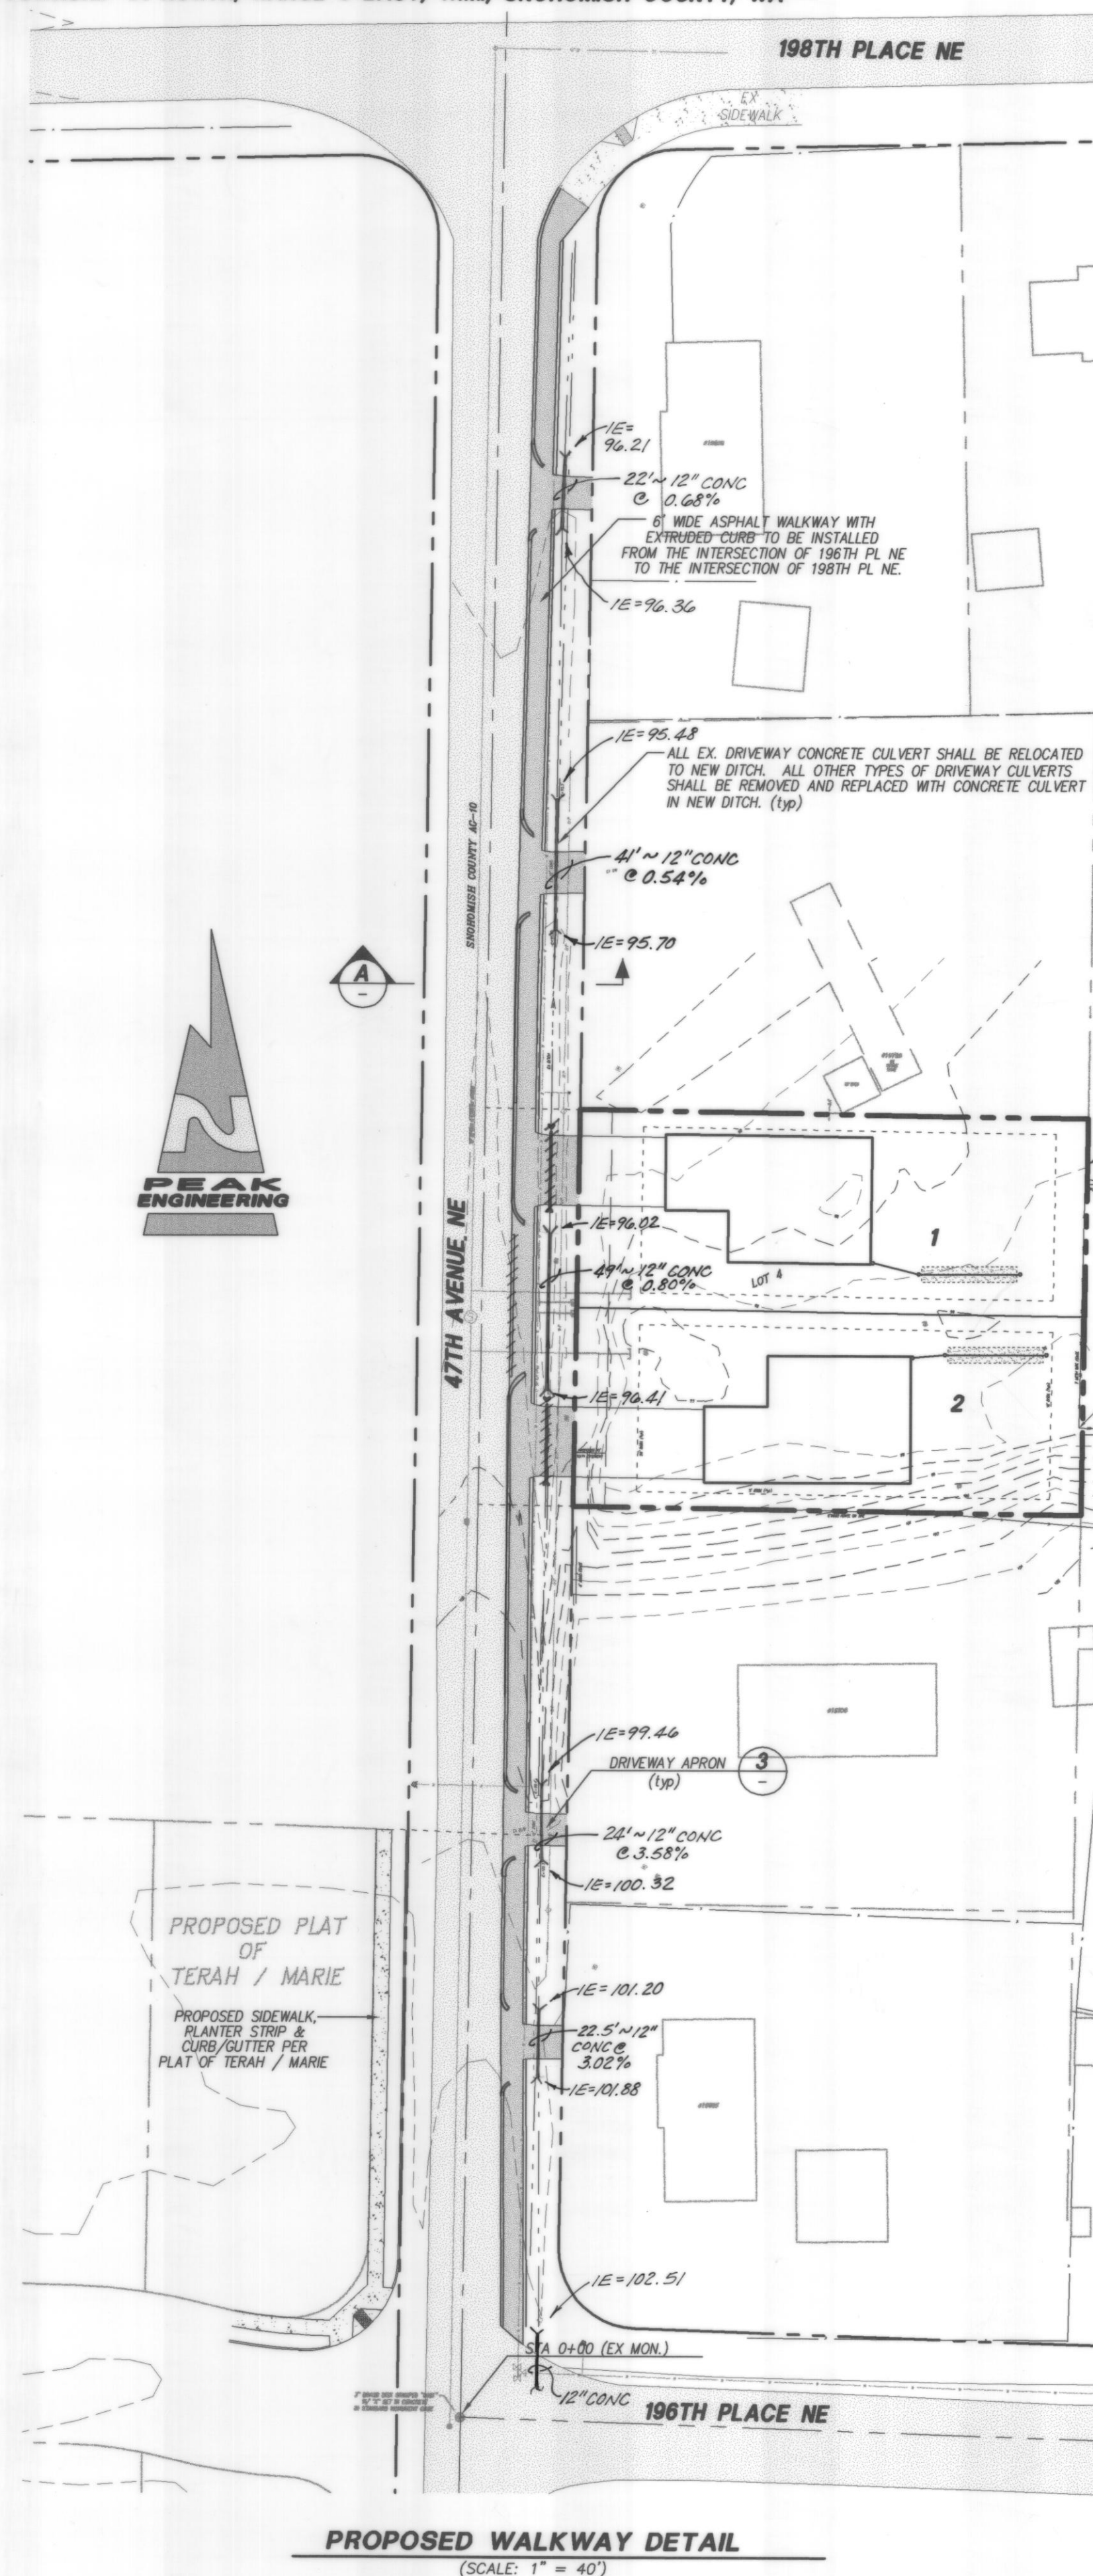 198TH PLACE NE
EX
SIDEWALK
IE=
96.21
22'~12" CONC
@ 0.68%
6' WIDE ASPHALT WALKWAY WITH
EXTRUDED CURB TO BE INSTALLED
FROM THE INTERSECTION OF 196TH PL NE
TO THE INTERSECTION OF 198TH PL NE.
IE=96.36
IE=95.48
ALL EX. DRIVEWAY CONCRETE CULVERT SHALL BE RELOCATED
TO NEW DITCH. ALL OTHER TYPES OF DRIVEWAY CULVERTS
SHALL BE REMOVED AND REPLACED WITH CONCRETE CULVERT
IN NEW DITCH. (typ)
SNOHOMISH COUNTY AC-10
41'~12" CONC
@ 0.54%
IE=95.70
A
PEAK
ENGINEERING
47TH AVENUE NE
IE=96.02
49'~12" CONC
@ 0.80%
1
LOT 4
IE=96.41
2
IE=99.46
DRIVEWAY APRON
(typ)
3
24'~12" CONC
@ 3.58%
IE=100.32
PROPOSED PLAT
OF
TERAH / MARIE
IE=101.20
PROPOSED SIDEWALK,
PLANTER STRIP &
CURB/GUTTER PER
PLAT OF TERAH / MARIE
22.5'~12"
CONC @
3.02%
IE=101.88
IE=102.51
STA 0+00 (EX MON.)
12" CONC
196TH PLACE NE
PROPOSED WALKWAY DETAIL
(SCALE: 1" = 40')